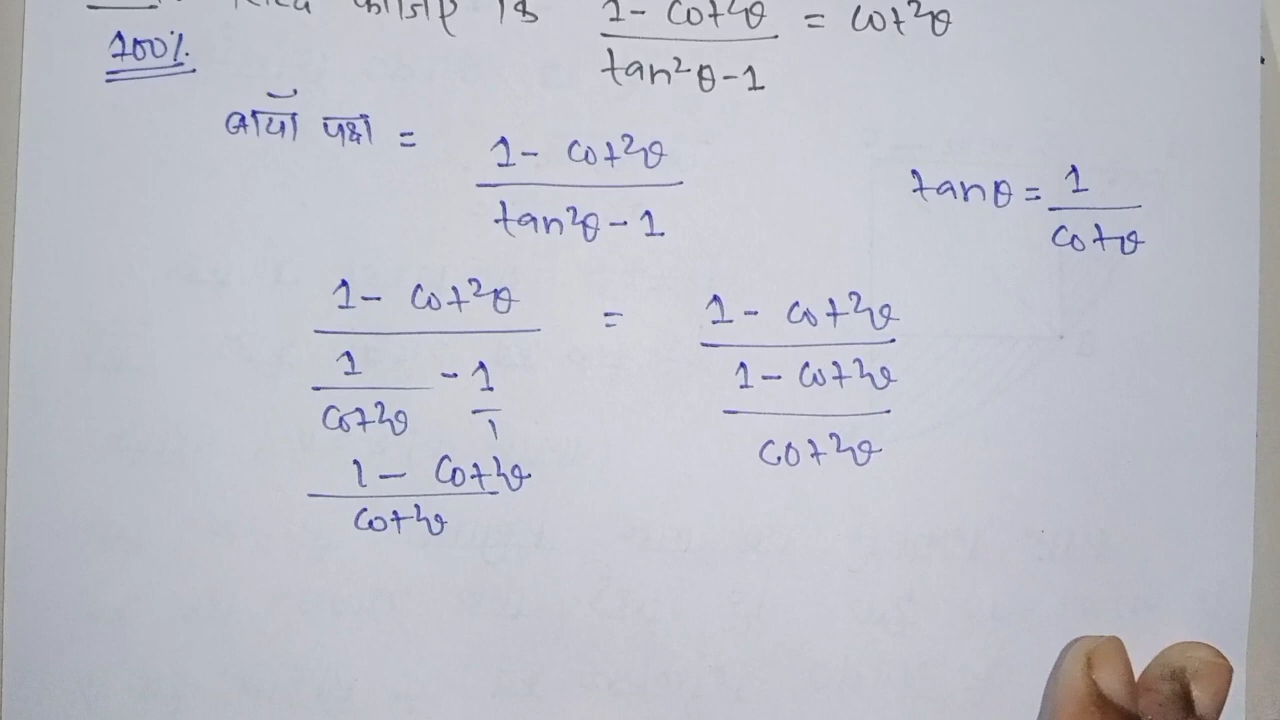 कीजिए कि 1 - cot²θ / tan²θ - 1 = cot²θ
100%
बायाँ पक्ष = 1 - cot²θ / tan²θ - 1
tanθ = 1 / cotθ
1 - cot²θ / 1/cot²θ - 1/1 = 1 - cot²θ / 1 - cot²θ / cot²θ
1 - cot²θ / cot²θ